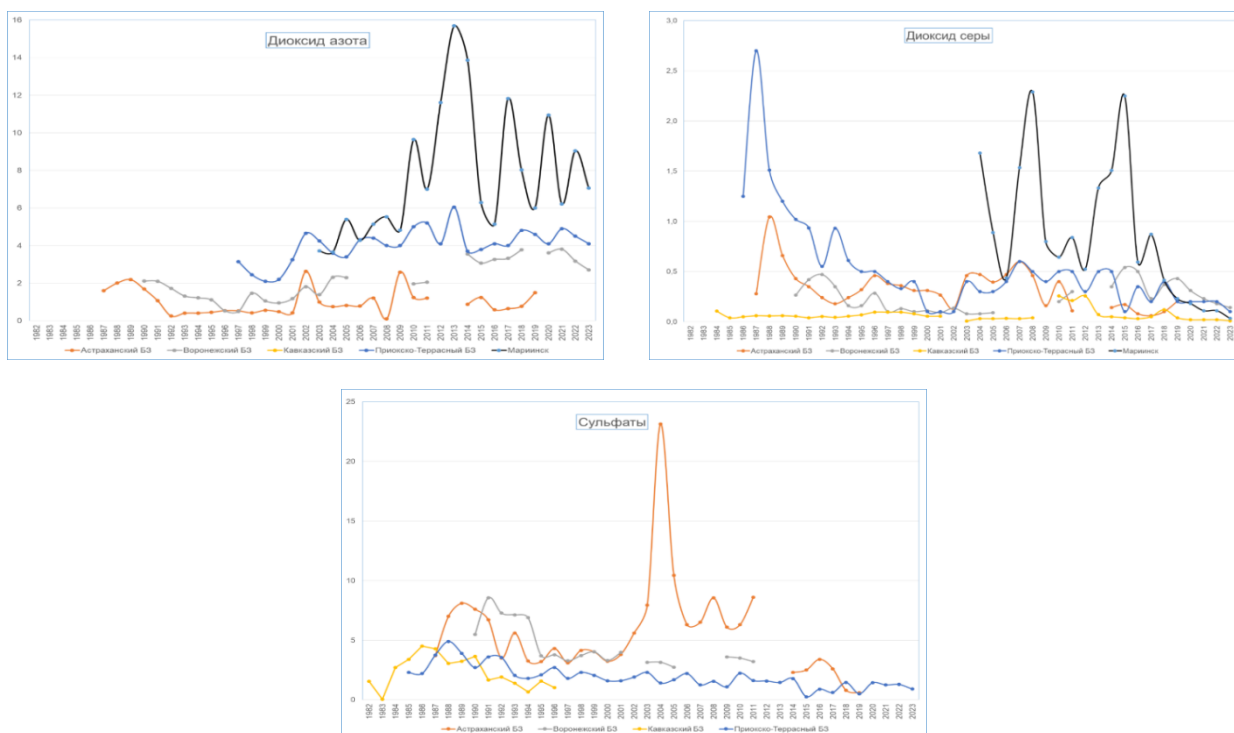 Диоксид азота
16
14
12
10
8
6
4
2
0
1982 1983 1984 1985 1986 1987 1988 1989 1990 1991 1992 1993 1994 1995 1996 1997 1998 1999 2000 2001 2002 2003 2004 2005 2006 2007 2008 2009 2010 2011 2012 2013 2014 2015 2016 2017 2018 2019 2020 2021 2022 2023
Астраханский БЗ Воронежский БЗ Кавказский БЗ Приокско-Террасный БЗ Мариинск
Диоксид серы
3,0
2,5
2,0
1,5
1,0
0,5
0,0
1982 1983 1984 1985 1986 1987 1988 1989 1990 1991 1992 1993 1994 1995 1996 1997 1998 1999 2000 2001 2002 2003 2004 2005 2006 2007 2008 2009 2010 2011 2012 2013 2014 2015 2016 2017 2018 2019 2020 2021 2022 2023
Астраханский БЗ Воронежский БЗ Кавказский БЗ Приокско-Террасный БЗ Мариинск
Сульфаты
25
20
15
10
5
0
1982 1983 1984 1985 1986 1987 1988 1989 1990 1991 1992 1993 1994 1995 1996 1997 1998 1999 2000 2001 2002 2003 2004 2005 2006 2007 2008 2009 2010 2011 2012 2013 2014 2015 2016 2017 2018 2019 2020 2021 2022 2023
Астраханский БЗ Воронежский БЗ Кавказский БЗ Приокско-Террасный БЗ